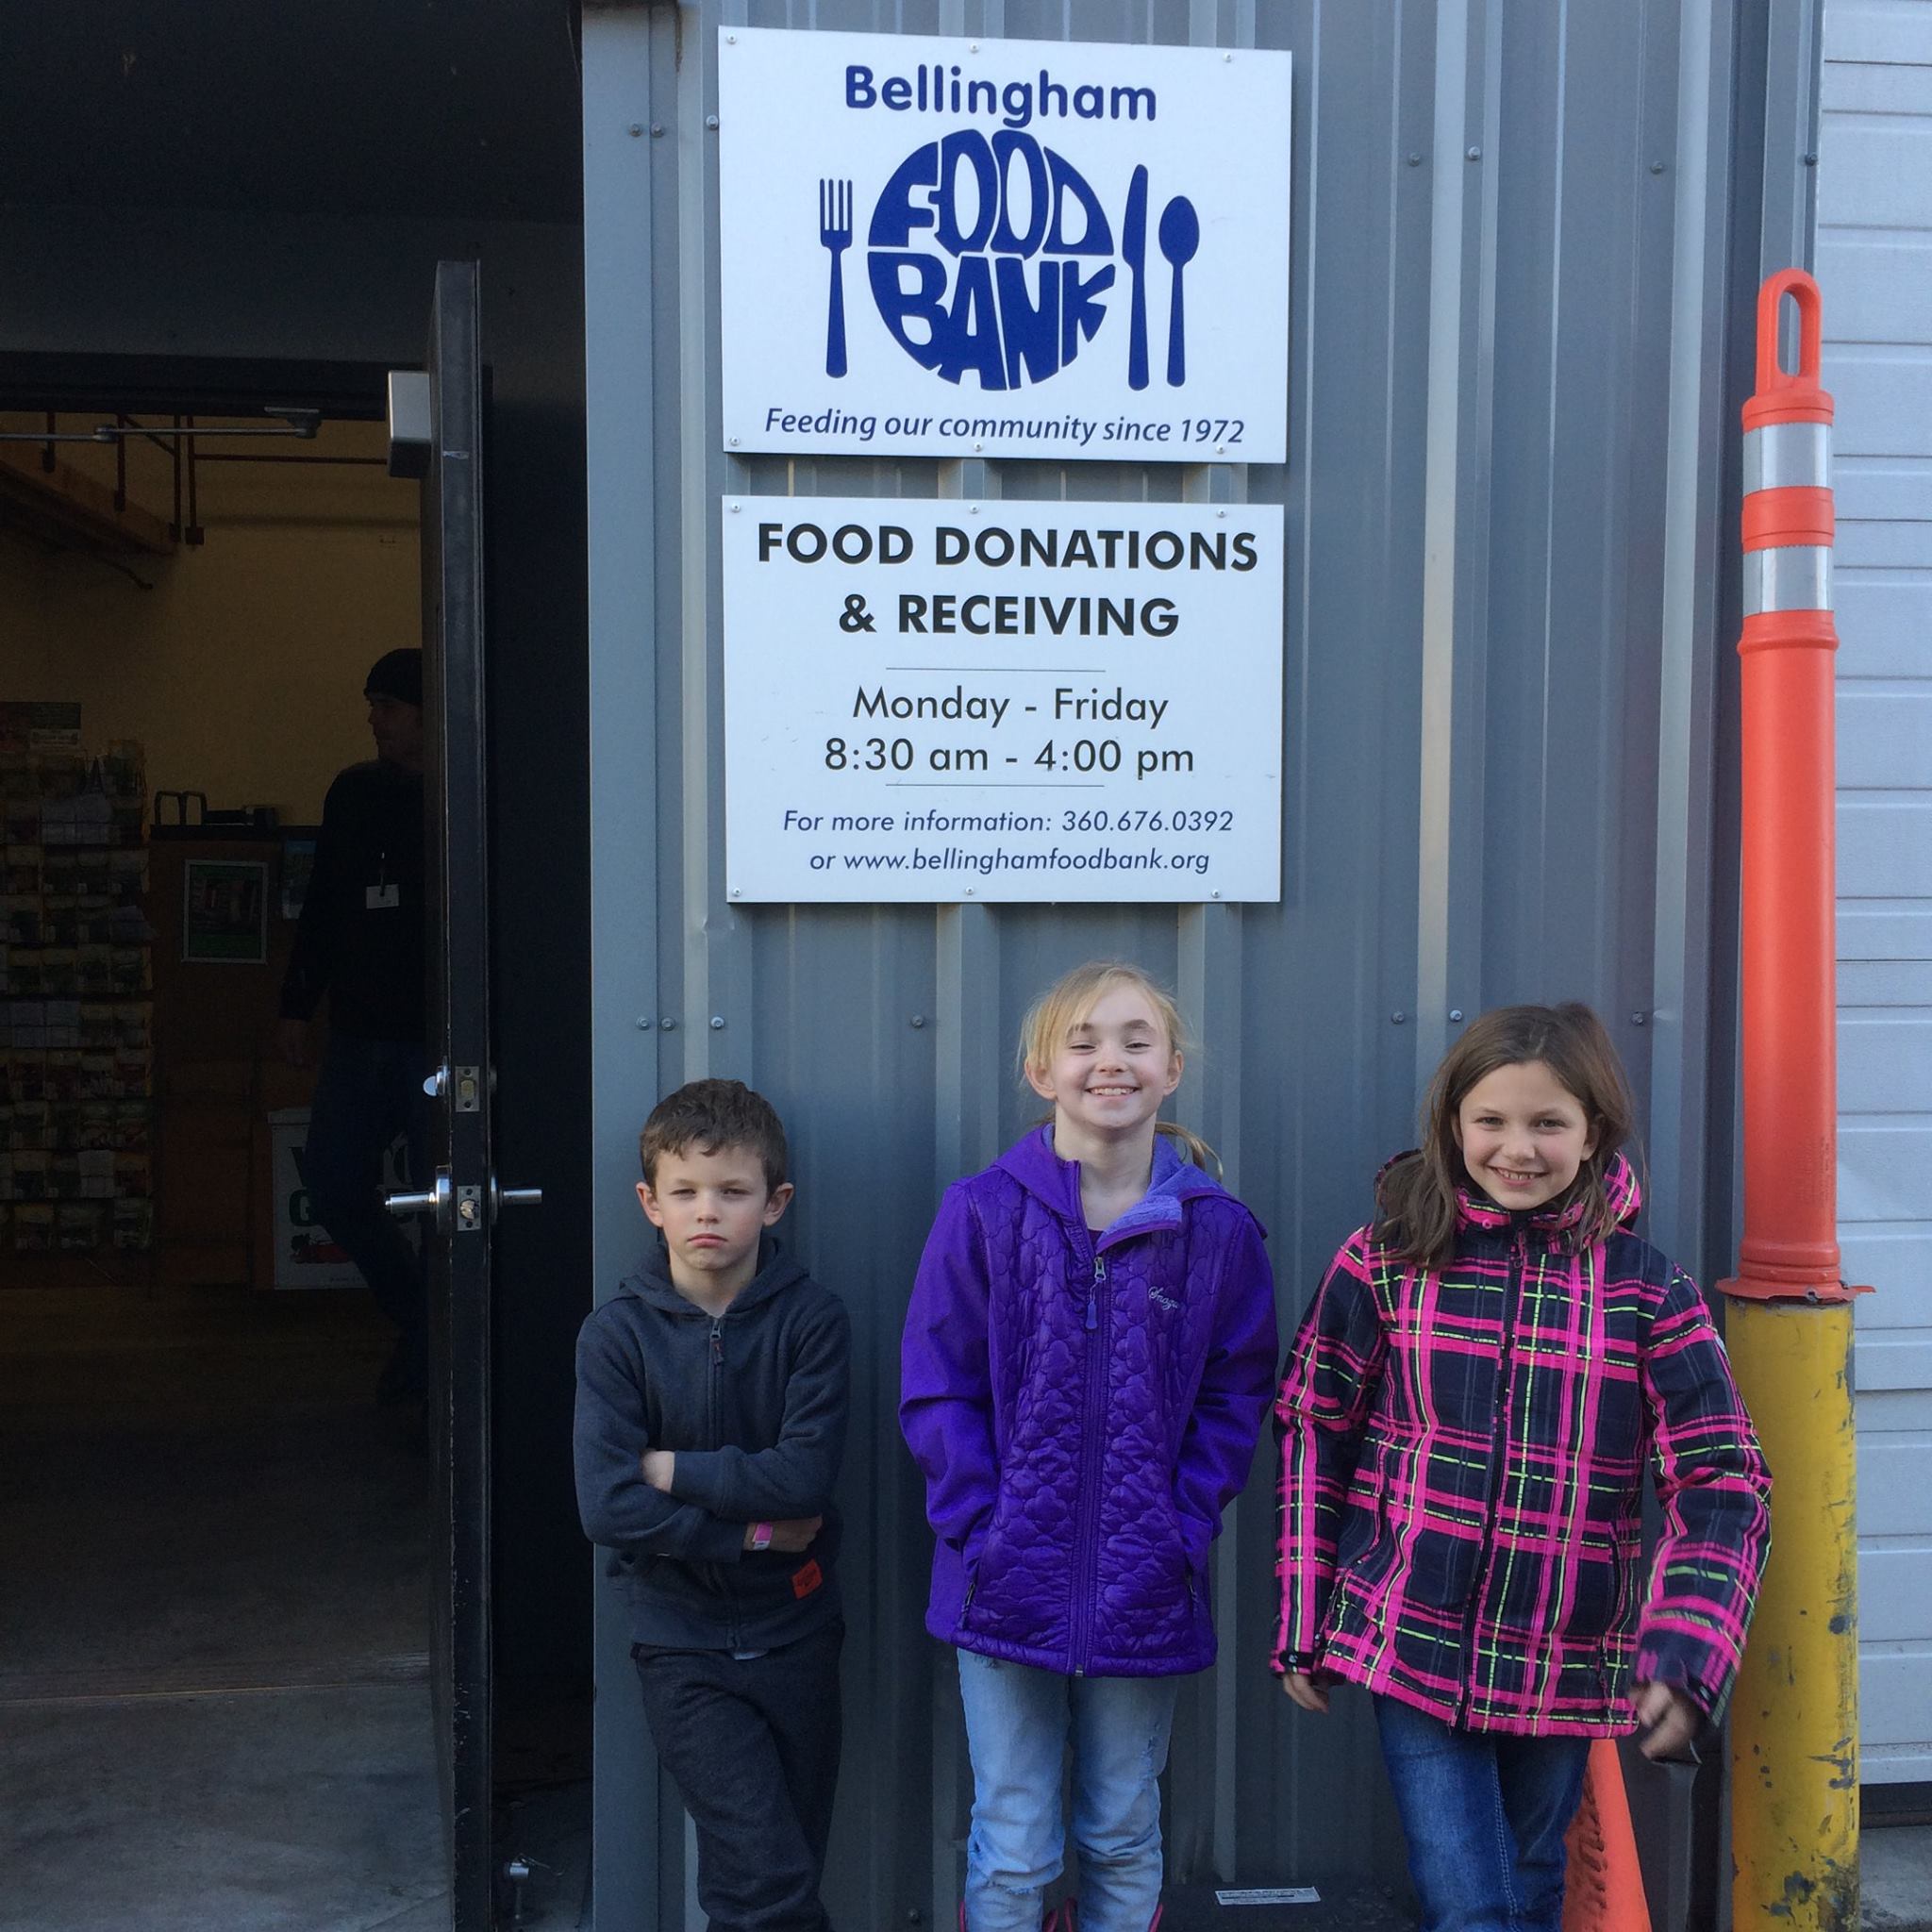 Bellingham
FOOD
BANK
Feeding our community since 1972
FOOD DONATIONS
& RECEIVING
Monday - Friday
8:30 am - 4:00 pm
For more information: 360.676.0392
or www.bellinghamfoodbank.org